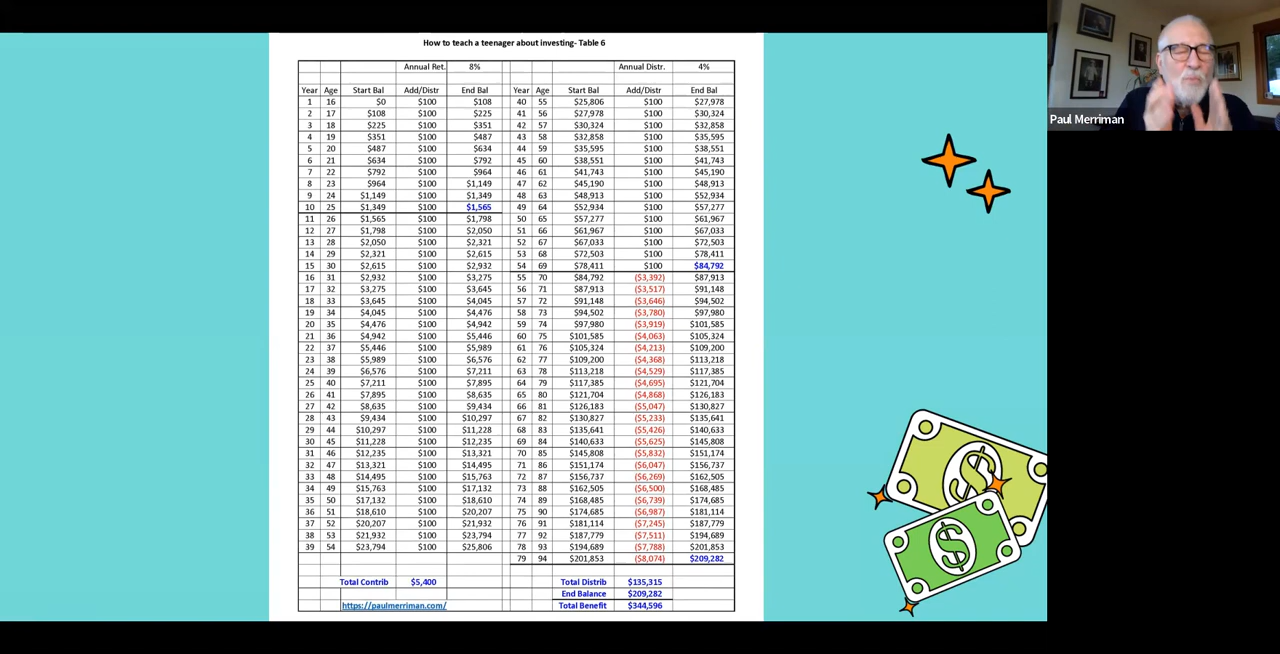 How to teach a teenager about investing- Table 6
Annual Ret. 8% Annual Distr. 4%
Year Age Start Bal Add/Distr End Bal Year Age Start Bal Add/Distr End Bal
1 16 $0 $100 $108 40 55 $25,806 $100 $27,978
2 17 $108 $100 $225 41 56 $27,978 $100 $30,324
3 18 $225 $100 $351 42 57 $30,324 $100 $32,858
4 19 $351 $100 $487 43 58 $32,858 $100 $35,595
5 20 $487 $100 $634 44 59 $35,595 $100 $38,551
6 21 $634 $100 $792 45 60 $38,551 $100 $41,743
7 22 $792 $100 $964 46 61 $41,743 $100 $45,190
8 23 $964 $100 $1,149 47 62 $45,190 $100 $48,913
9 24 $1,149 $100 $1,349 48 63 $48,913 $100 $52,934
10 25 $1,349 $100 $1,565 49 64 $52,934 $100 $57,277
11 26 $1,565 $100 $1,798 50 65 $57,277 $100 $61,967
12 27 $1,798 $100 $2,050 51 66 $61,967 $100 $67,033
13 28 $2,050 $100 $2,321 52 67 $67,033 $100 $72,503
14 29 $2,321 $100 $2,615 53 68 $72,503 $100 $78,411
15 30 $2,615 $100 $2,932 54 69 $78,411 $100 $84,792
16 31 $2,932 $100 $3,275 55 70 $84,792 ($3,392) $87,913
17 32 $3,275 $100 $3,645 56 71 $87,913 ($3,517) $91,148
18 33 $3,645 $100 $4,045 57 72 $91,148 ($3,646) $94,502
19 34 $4,045 $100 $4,476 58 73 $94,502 ($3,780) $97,980
20 35 $4,476 $100 $4,942 59 74 $97,980 ($3,919) $101,585
21 36 $4,942 $100 $5,446 60 75 $101,585 ($4,063) $105,324
22 37 $5,446 $100 $5,989 61 76 $105,324 ($4,213) $109,200
23 38 $5,989 $100 $6,576 62 77 $109,200 ($4,368) $113,218
24 39 $6,576 $100 $7,211 63 78 $113,218 ($4,529) $117,385
25 40 $7,211 $100 $7,895 64 79 $117,385 ($4,695) $121,704
26 41 $7,895 $100 $8,635 65 80 $121,704 ($4,868) $126,183
27 42 $8,635 $100 $9,434 66 81 $126,183 ($5,047) $130,827
28 43 $9,434 $100 $10,297 67 82 $130,827 ($5,233) $135,641
29 44 $10,297 $100 $11,228 68 83 $135,641 ($5,426) $140,633
30 45 $11,228 $100 $12,235 69 84 $140,633 ($5,625) $145,808
31 46 $12,235 $100 $13,321 70 85 $145,808 ($5,832) $151,174
32 47 $13,321 $100 $14,495 71 86 $151,174 ($6,047) $156,737
33 48 $14,495 $100 $15,763 72 87 $156,737 ($6,269) $162,505
34 49 $15,763 $100 $17,132 73 88 $162,505 ($6,500) $168,485
35 50 $17,132 $100 $18,610 74 89 $168,485 ($6,739) $174,685
36 51 $18,610 $100 $20,207 75 90 $174,685 ($6,987) $181,114
37 52 $20,207 $100 $21,932 76 91 $181,114 ($7,245) $187,779
38 53 $21,932 $100 $23,794 77 92 $187,779 ($7,511) $194,689
39 54 $23,794 $100 $25,806 78 93 $194,689 ($7,788) $201,853
79 94 $201,853 ($8,074) $209,282
Total Contrib $5,400 Total Distrib $135,315
End Balance $209,282
https://paulmerriman.com/ Total Benefit $344,596
Paul Merriman